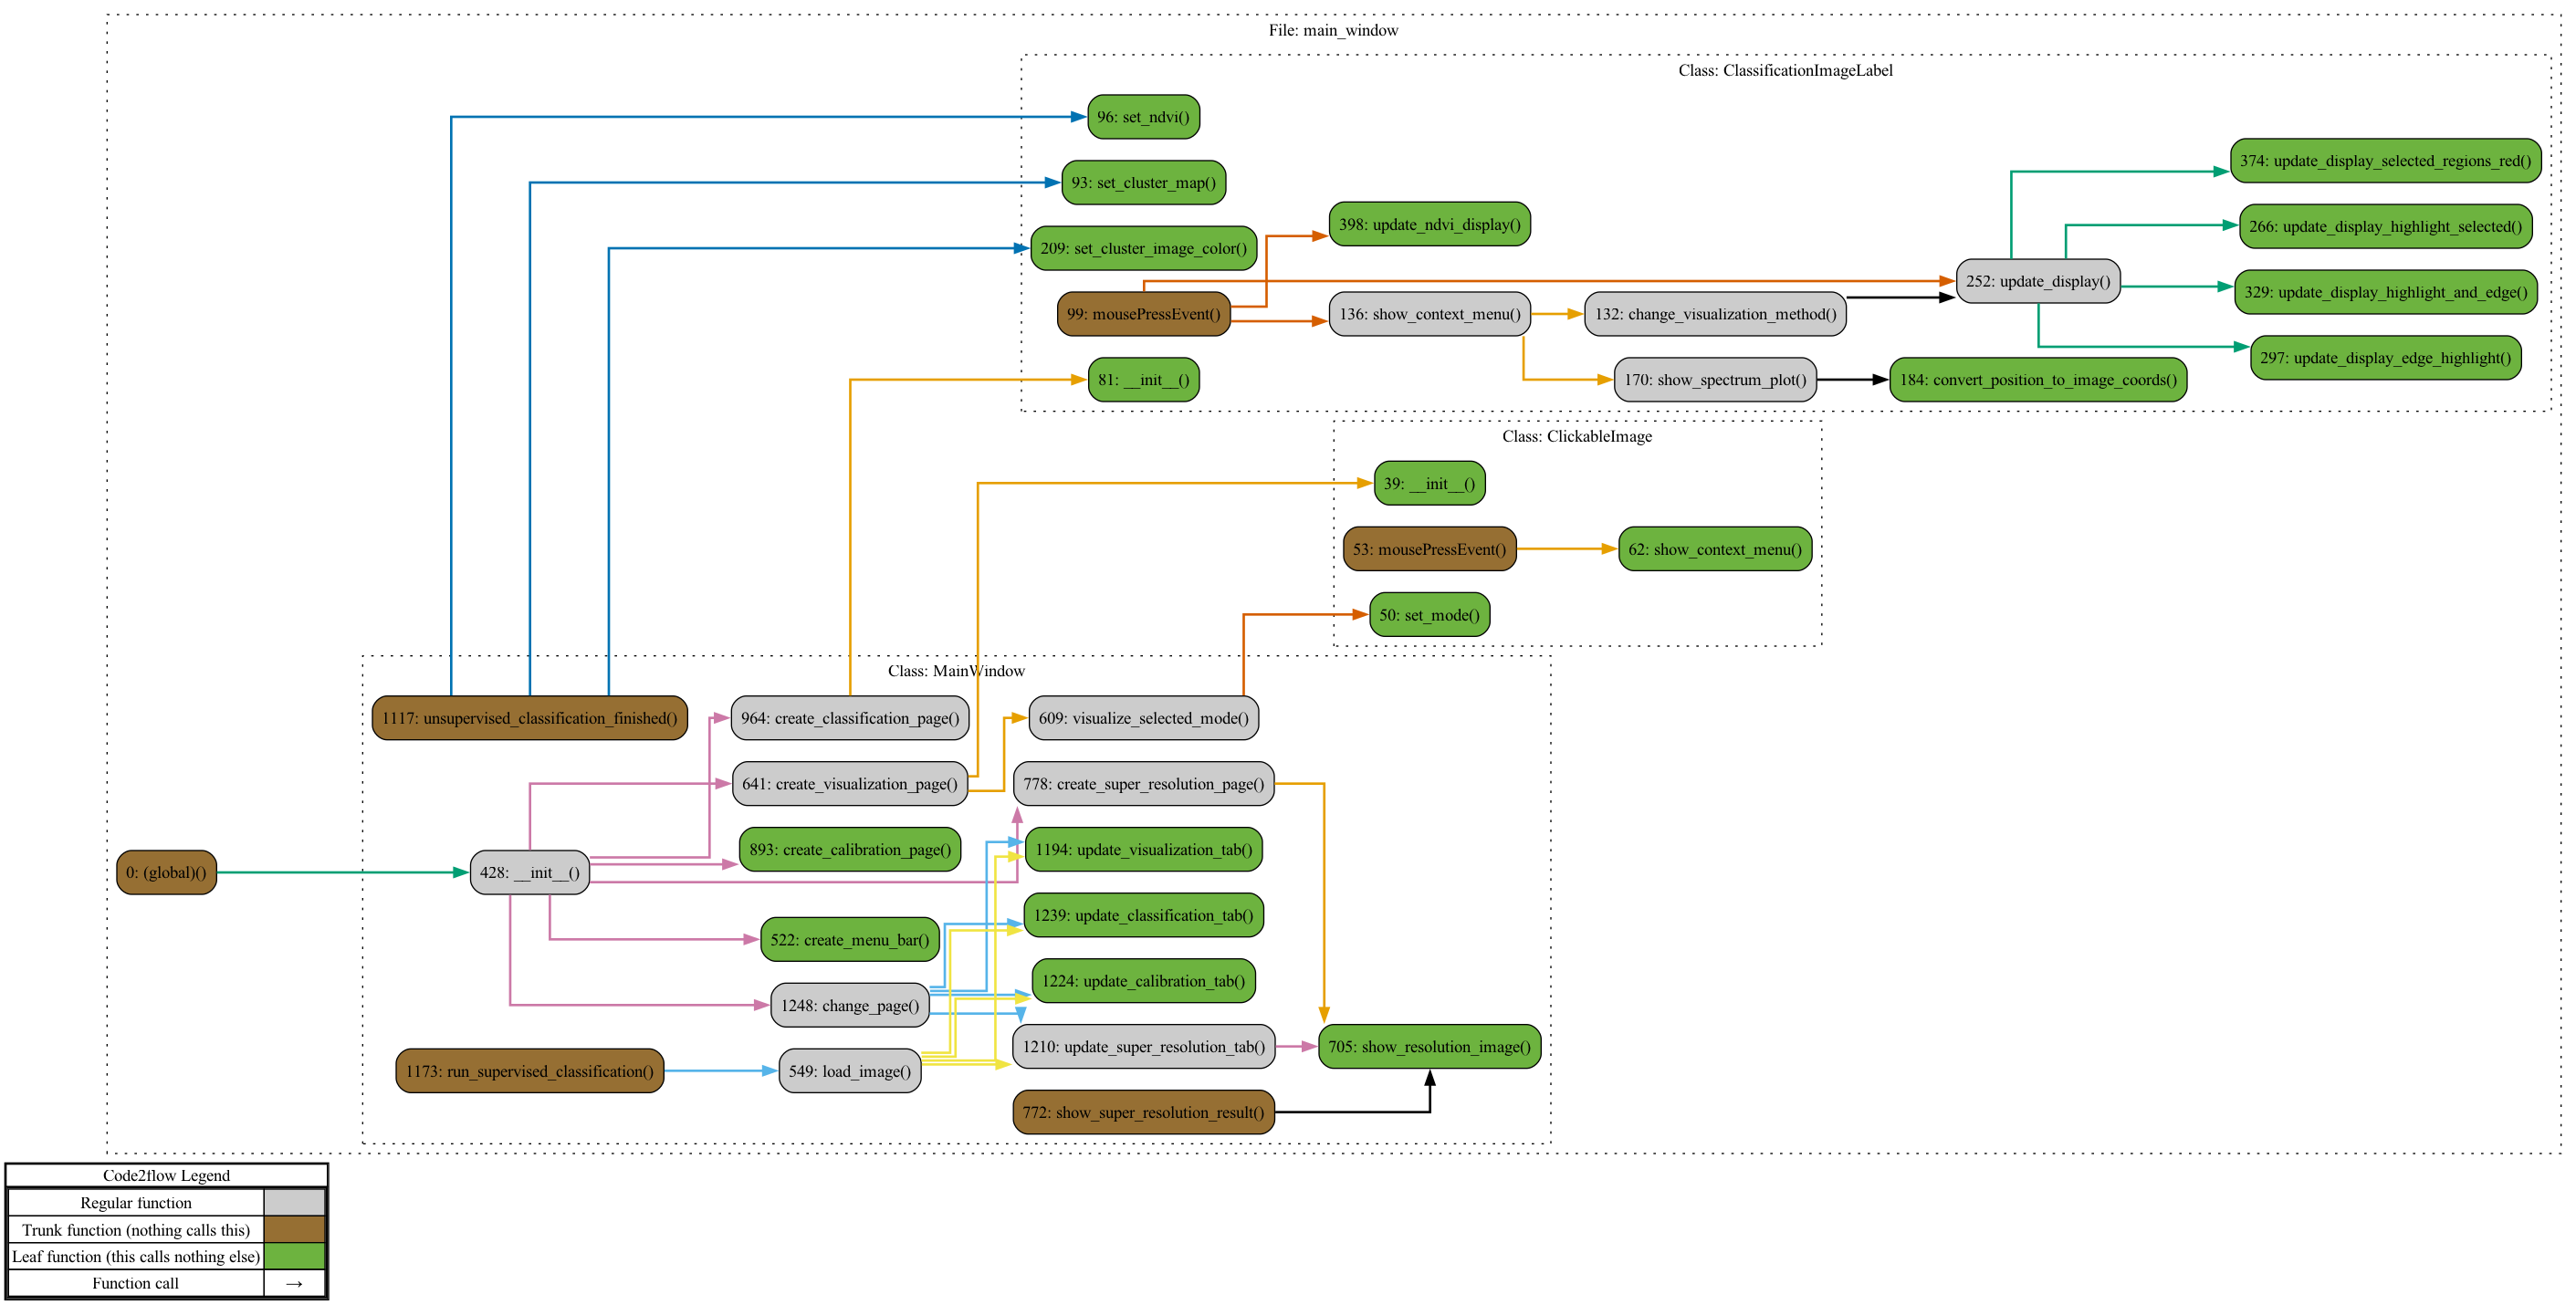 File: main_window
Class: ClassificationImageLabel
96: set_ndvi()
93: set_cluster_map()
209: set_cluster_image_color()
99: mousePressEvent()
81: __init__()
398: update_ndvi_display()
136: show_context_menu()
132: change_visualization_method()
170: show_spectrum_plot()
252: update_display()
184: convert_position_to_image_coords()
374: update_display_selected_regions_red()
266: update_display_highlight_selected()
329: update_display_highlight_and_edge()
297: update_display_edge_highlight()
Class: ClickableImage
39: __init__()
53: mousePressEvent()
62: show_context_menu()
50: set_mode()
Class: MainWindow
1117: unsupervised_classification_finished()
964: create_classification_page()
609: visualize_selected_mode()
641: create_visualization_page()
778: create_super_resolution_page()
0: (global)()
428: __init__()
893: create_calibration_page()
1194: update_visualization_tab()
522: create_menu_bar()
1239: update_classification_tab()
1248: change_page()
1224: update_calibration_tab()
1173: run_supervised_classification()
549: load_image()
1210: update_super_resolution_tab()
705: show_resolution_image()
772: show_super_resolution_result()
Code2flow Legend
Regular function
Trunk function (nothing calls this)
Leaf function (this calls nothing else)
Function call →